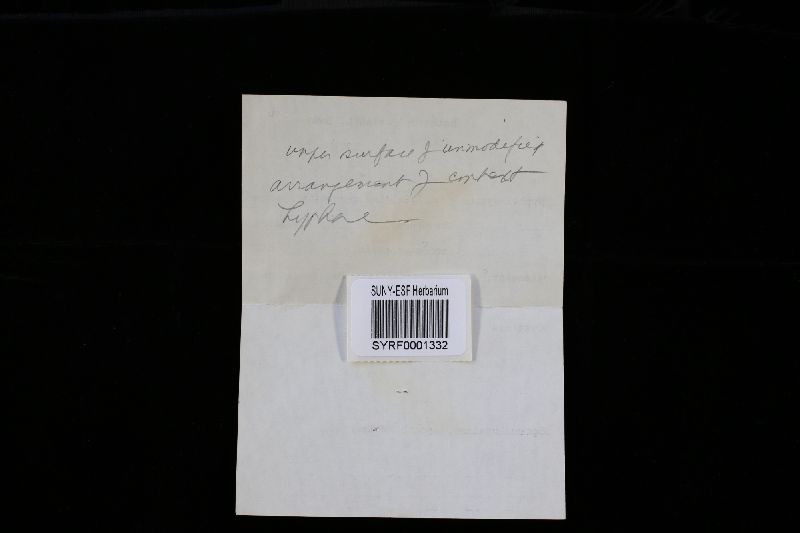 upper surface of unmodified
arrangement of context
hyphae
SUNY-ESF Herbarium
SYRF0001332